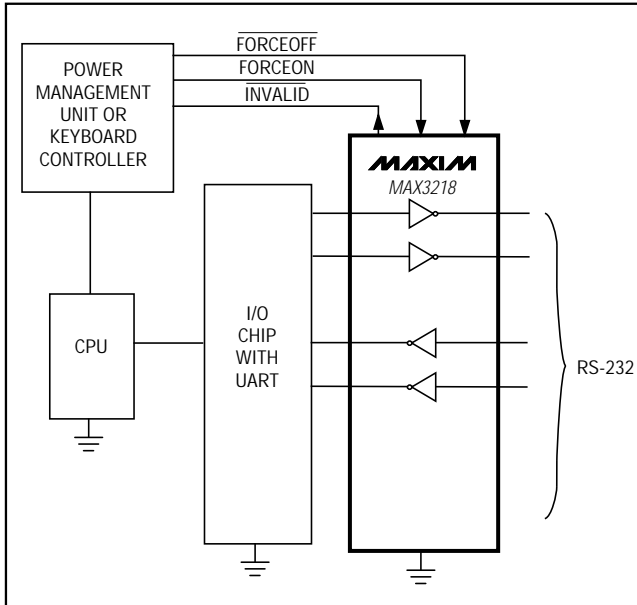 FORCEOFF
FORCEON
INVALID
POWER
MANAGEMENT
UNIT OR
KEYBOARD
CONTROLLER
MAXIM
MAX3218
I/O
CHIP
WITH
UART
CPU
RS-232